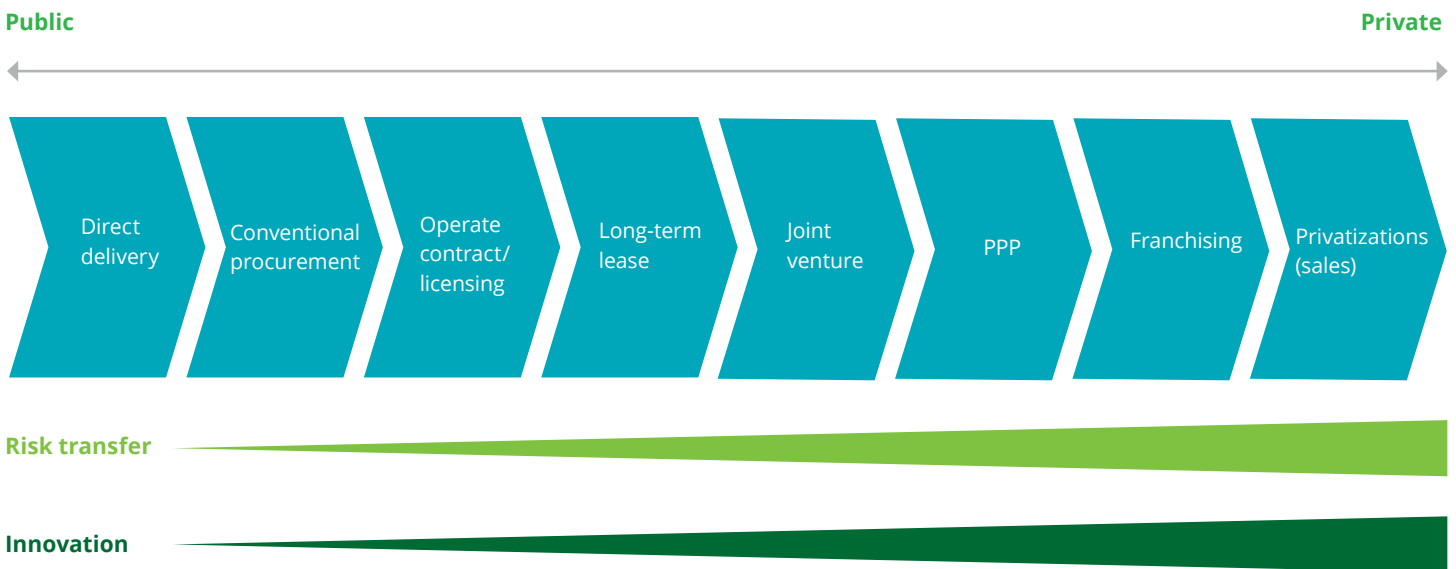 Public
Private
Direct
delivery
Conventional
procurement
Operate
contract/
licensing
Long-term
lease
Joint
venture
PPP
Franchising
Privatizations
(sales)
Risk transfer
Innovation